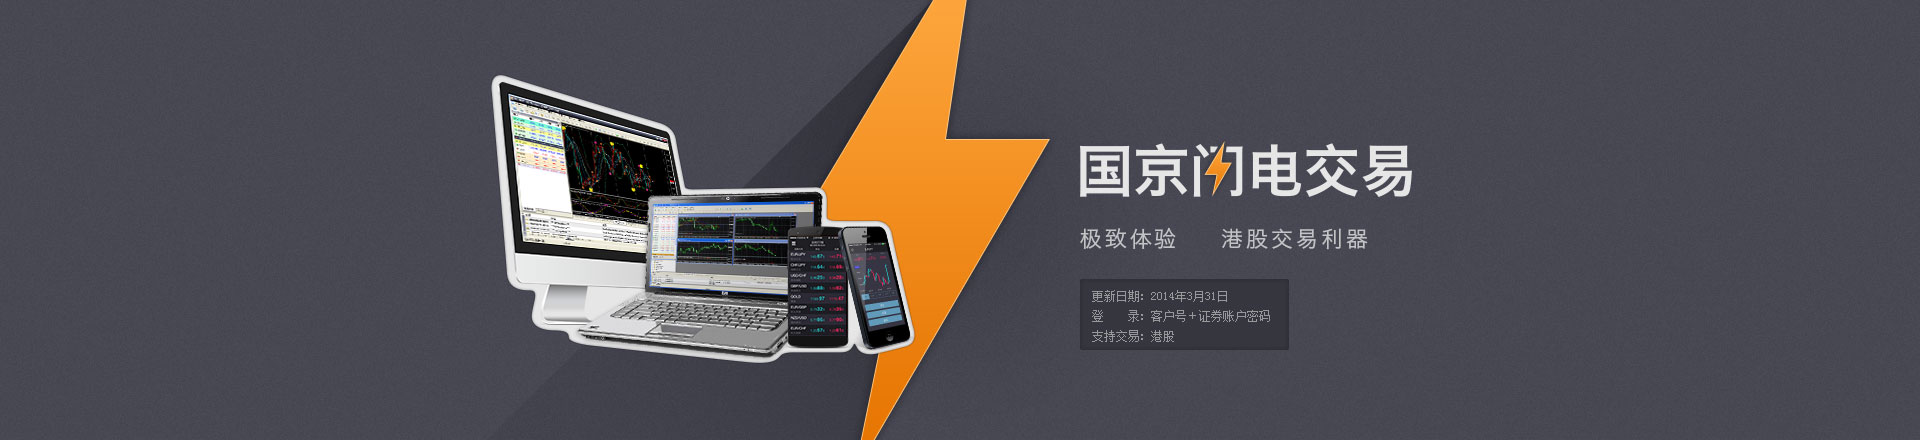 国京闪电交易
极致体验 港股交易利器
更新日期: 2014年3月31日
登 录: 客户号＋证券账户密码
支持交易: 港股